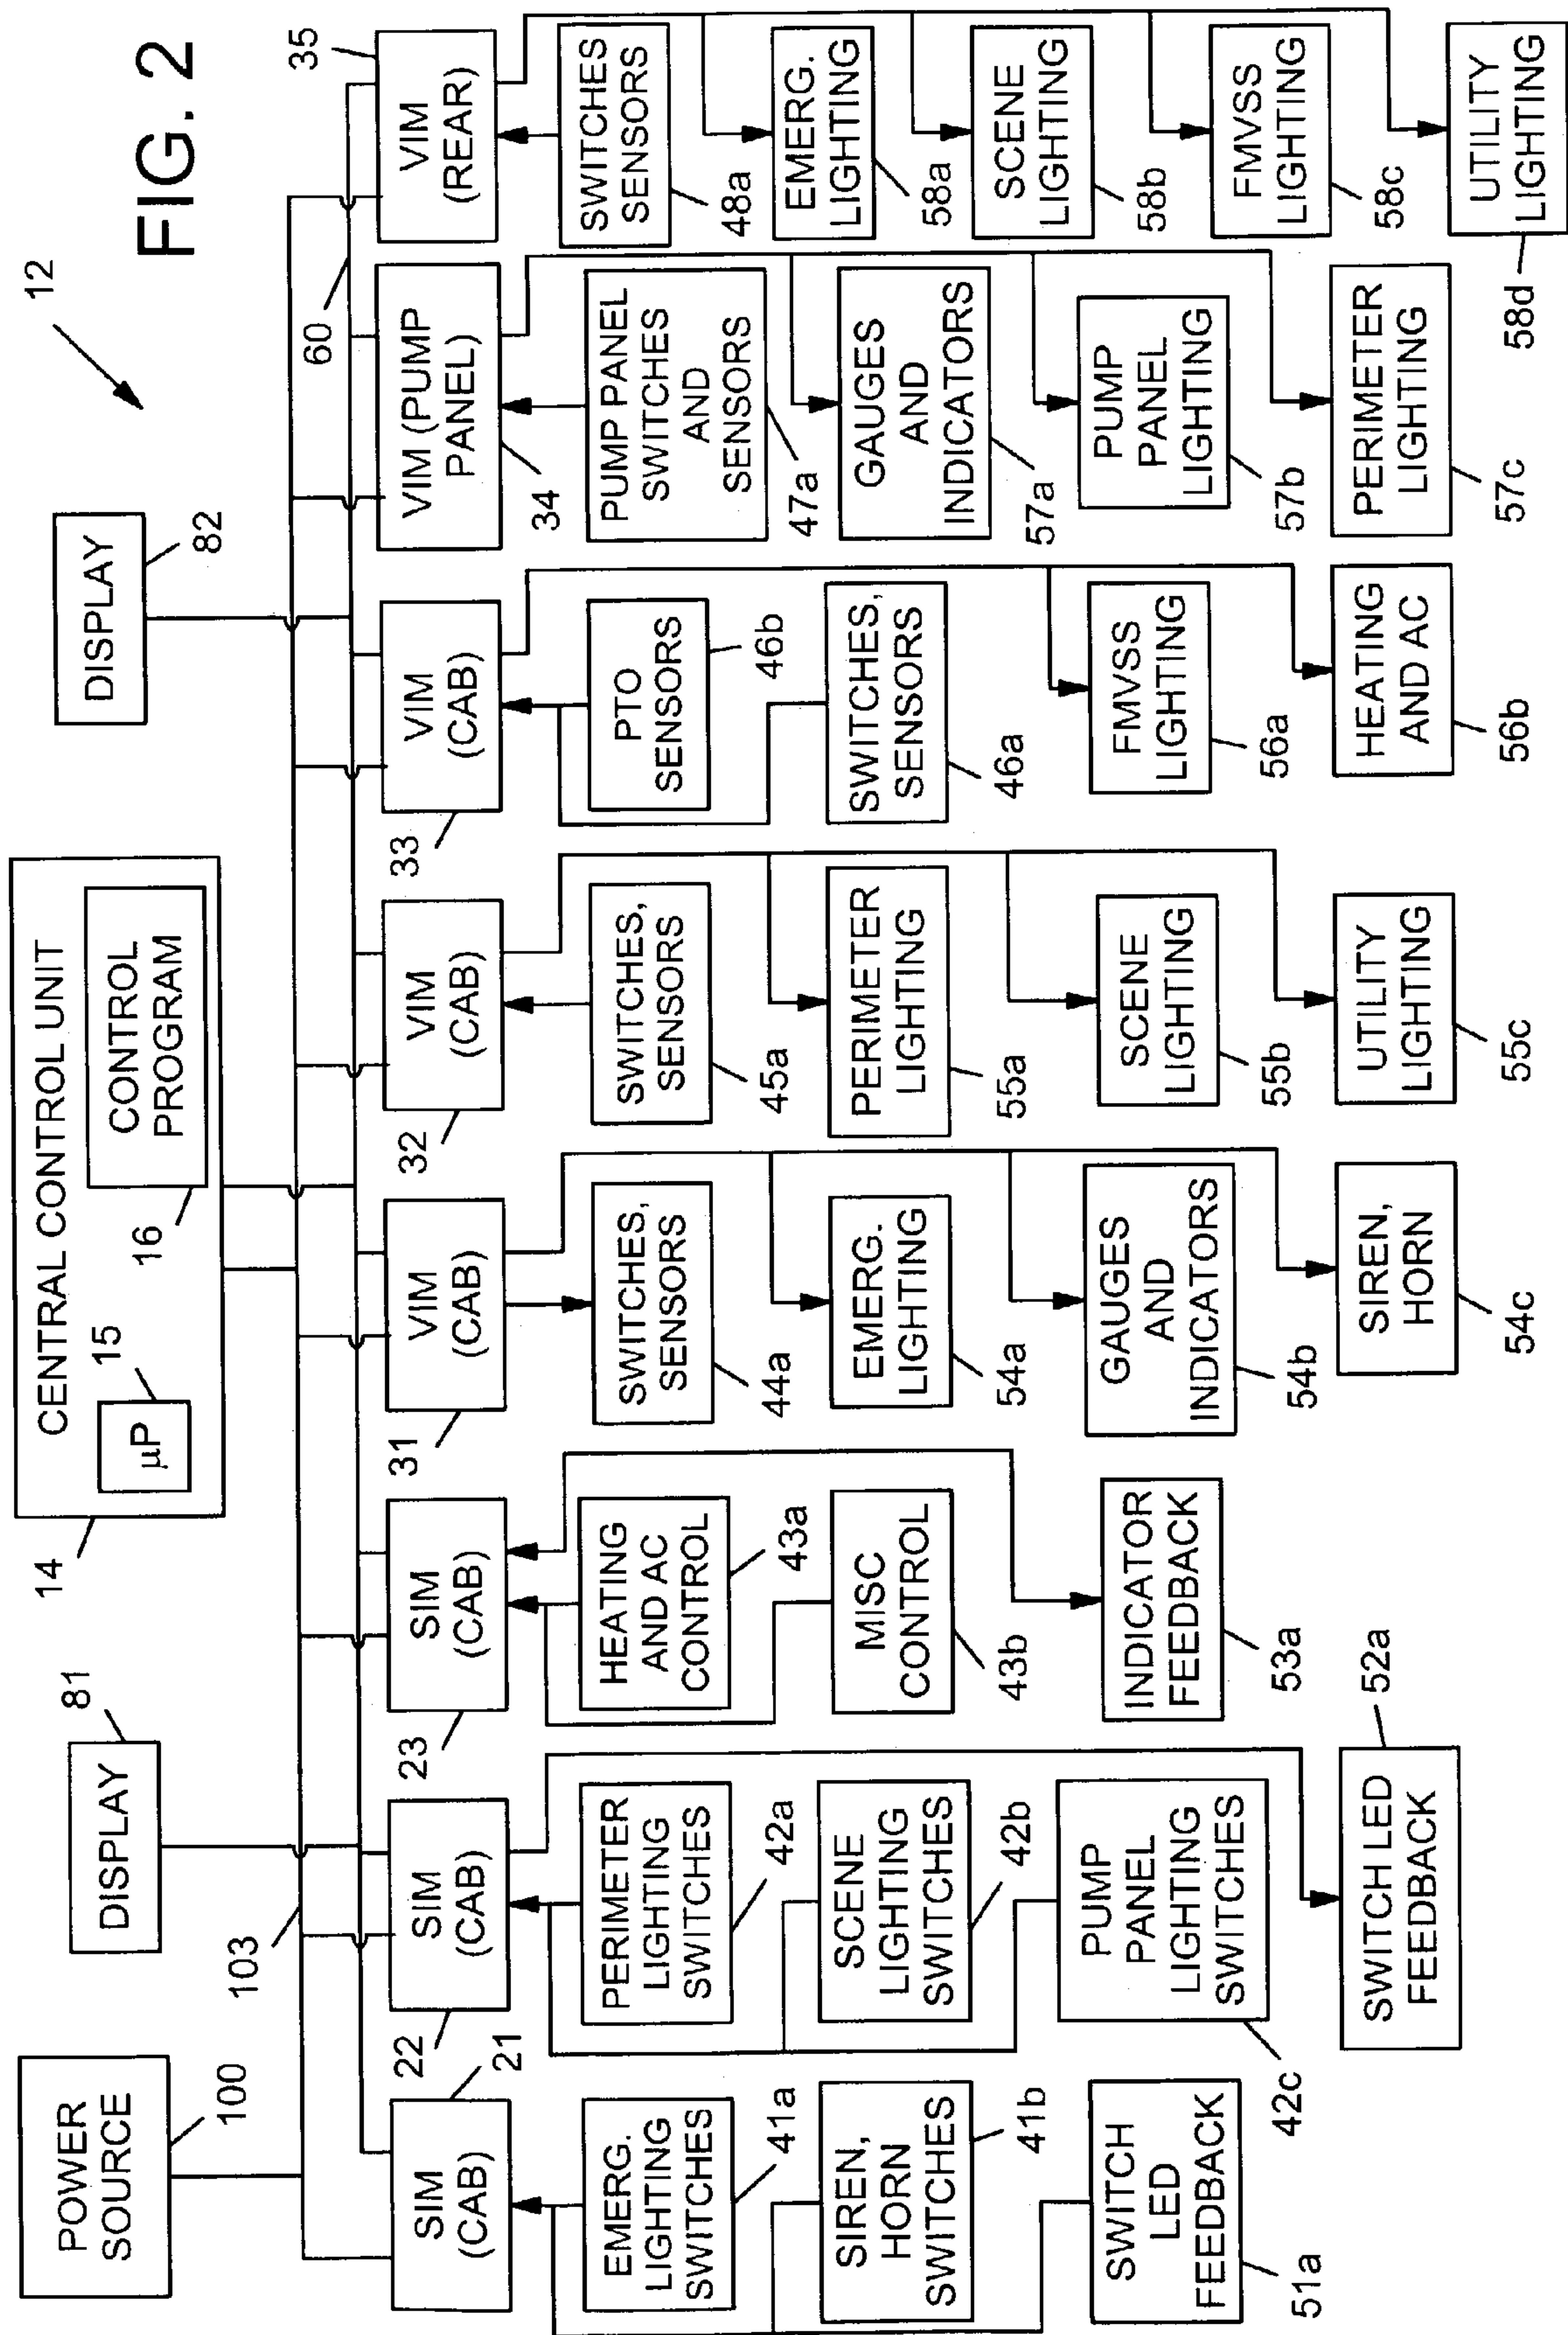 FIG. 2
12
POWER
SOURCE
100
DISPLAY
81
CENTRAL CONTROL UNIT
µP
15
CONTROL
PROGRAM
16
14
DISPLAY
82
103
60
SIM
(CAB)
21
EMERG.
LIGHTING
SWITCHES
41a
SIREN,
HORN
SWITCHES
41b
SWITCH
LED
FEEDBACK
51a
SIM
(CAB)
22
PERIMETER
LIGHTING
SWITCHES
42a
SCENE
LIGHTING
SWITCHES
42b
PUMP
PANEL
LIGHTING
SWITCHES
42c
SWITCH LED
FEEDBACK
52a
SIM
(CAB)
23
HEATING
AND AC
CONTROL
43a
MISC
CONTROL
43b
INDICATOR
FEEDBACK
53a
VIM
(CAB)
31
SWITCHES,
SENSORS
44a
EMERG.
LIGHTING
54a
GAUGES
AND
INDICATORS
54b
SIREN,
HORN
54c
VIM
(CAB)
32
SWITCHES,
SENSORS
45a
PERIMETER
LIGHTING
55a
SCENE
LIGHTING
55b
UTILITY
LIGHTING
55c
VIM
(CAB)
33
PTO
SENSORS
46b
SWITCHES,
SENSORS
46a
FMVSS
LIGHTING
56a
HEATING
AND AC
56b
VIM (PUMP
PANEL)
34
PUMP PANEL
SWITCHES
AND
SENSORS
47a
GAUGES
AND
INDICATORS
57a
PUMP
PANEL
LIGHTING
57b
PERIMETER
LIGHTING
57c
VIM
(REAR)
35
SWITCHES
SENSORS
48a
EMERG.
LIGHTING
58a
SCENE
LIGHTING
58b
FMVSS
LIGHTING
58c
UTILITY
LIGHTING
58d